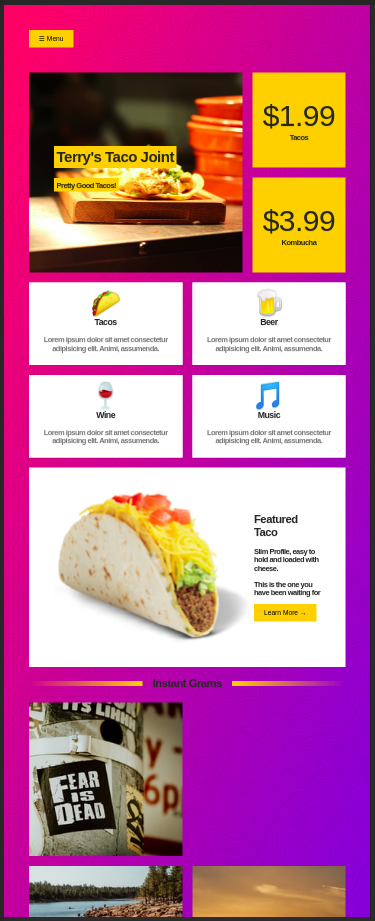 ☰ Menu
Terry's Taco Joint
Pretty Good Tacos!
$1.99
Tacos
$3.99
Kombucha
Tacos
Lorem ipsum dolor sit amet consectetur
adipisicing elit. Animi, assumenda.
Beer
Lorem ipsum dolor sit amet consectetur
adipisicing elit. Animi, assumenda.
Wine
Lorem ipsum dolor sit amet consectetur
adipisicing elit. Animi, assumenda.
Music
Lorem ipsum dolor sit amet consectetur
adipisicing elit. Animi, assumenda.
Featured
Taco
Slim Profile, easy to
hold and loaded with
cheese.
This is the one you
have been waiting for
Learn More →
Instant Grams
FEAR
IS
DEAD